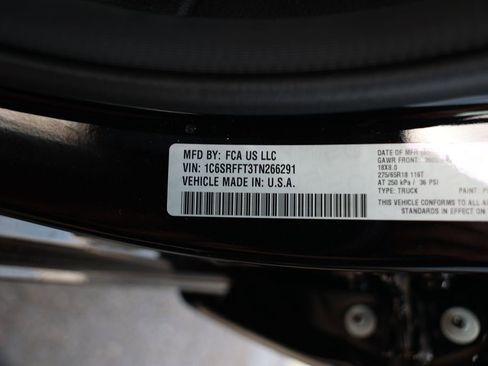 MFD BY: FCA US LLC
VIN: 1C6SRFFT3TN266291
VEHICLE MADE IN: U.S.A.
DATE OF MFR
GAWR FRONT:
18X8.0
275/65R18 116T
AT 250 kPa / 36 PSI
TYPE: TRUCK PAINT:
THIS VEHICLE CONFORMS TO
STANDARDS IN EFFECT ON